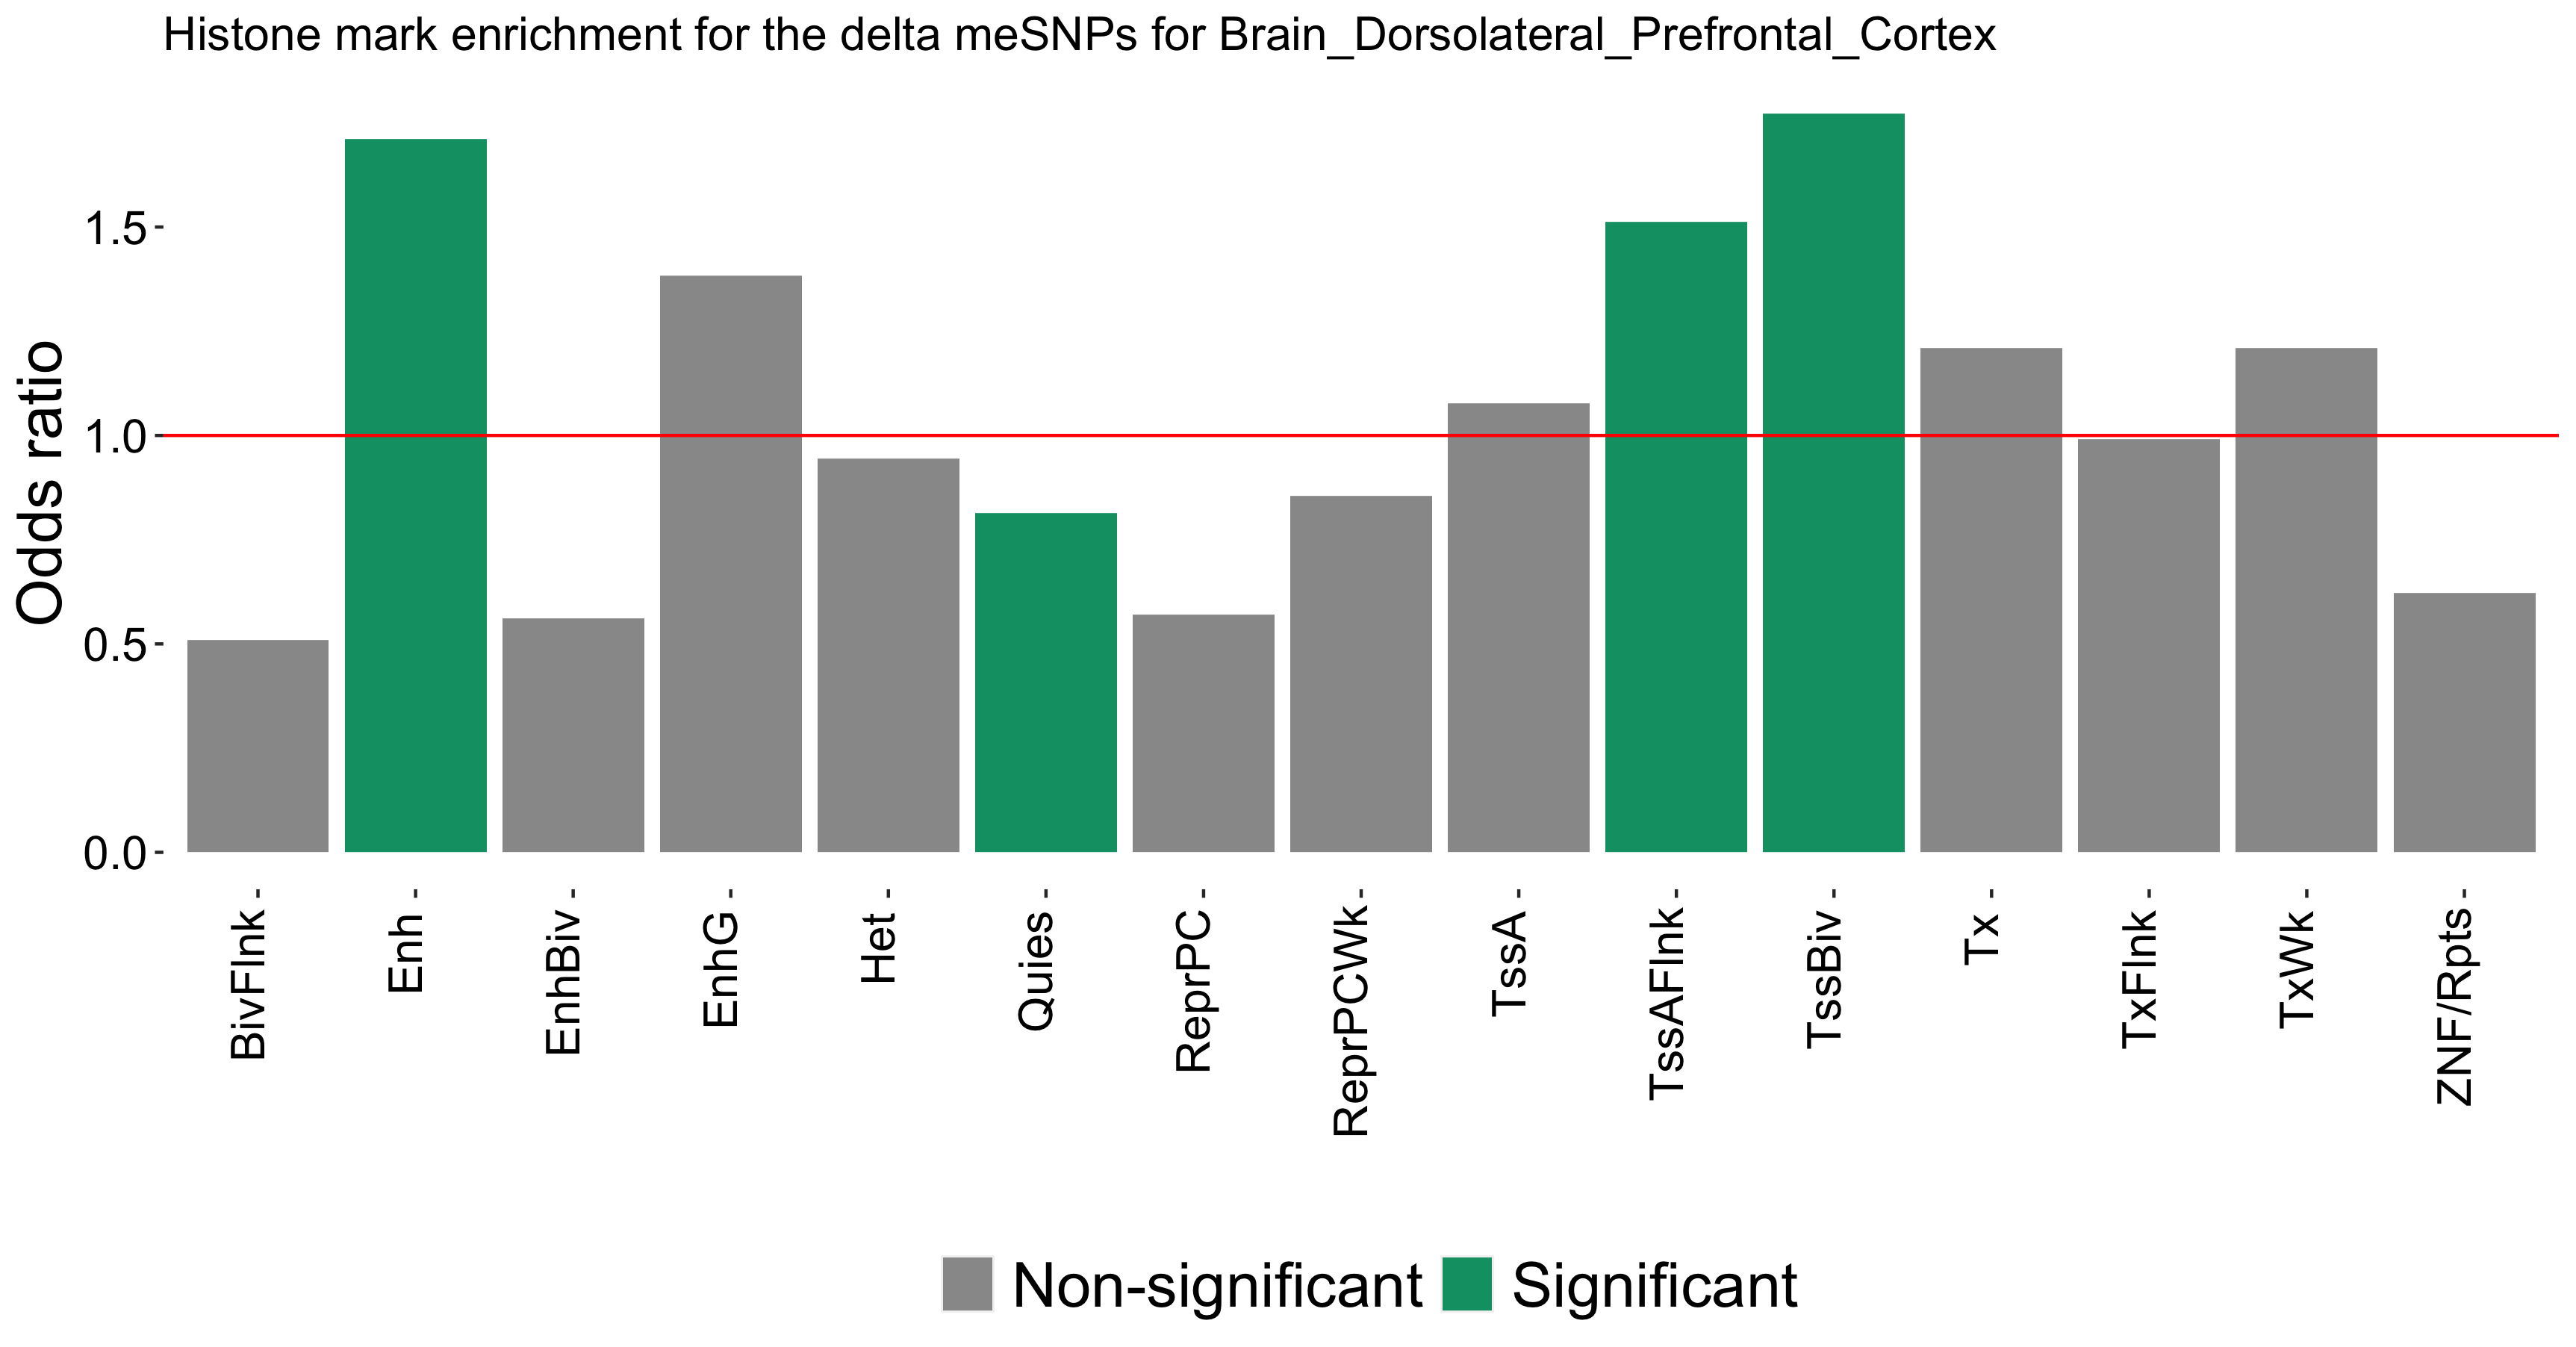 Histone mark enrichment for the delta meSNPs for Brain_Dorsolateral_Prefrontal_Cortex
Odds ratio
1.5
1.0
0.5
0.0
BivFlnk
Enh
EnhBiv
EnhG
Het
Quies
ReprPC
ReprPCWk
TssA
TssAFlnk
TssBiv
Tx
TxFlnk
TxWk
ZNF/Rpts
Non-significant
Significant